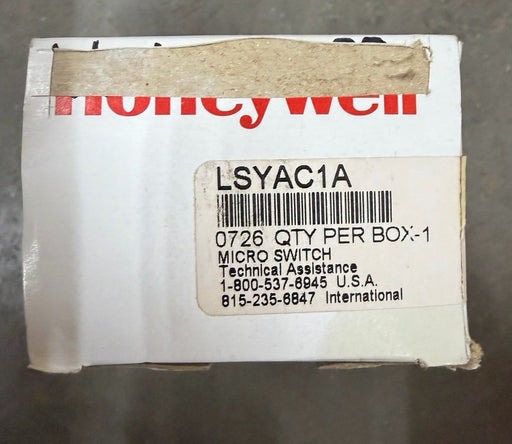 Honeywell
LSYAC1A
0726 QTY PER BOX-1
MICRO SWITCH
Technical Assistance
1-800-537-6945 U.S.A.
815-235-6847 International